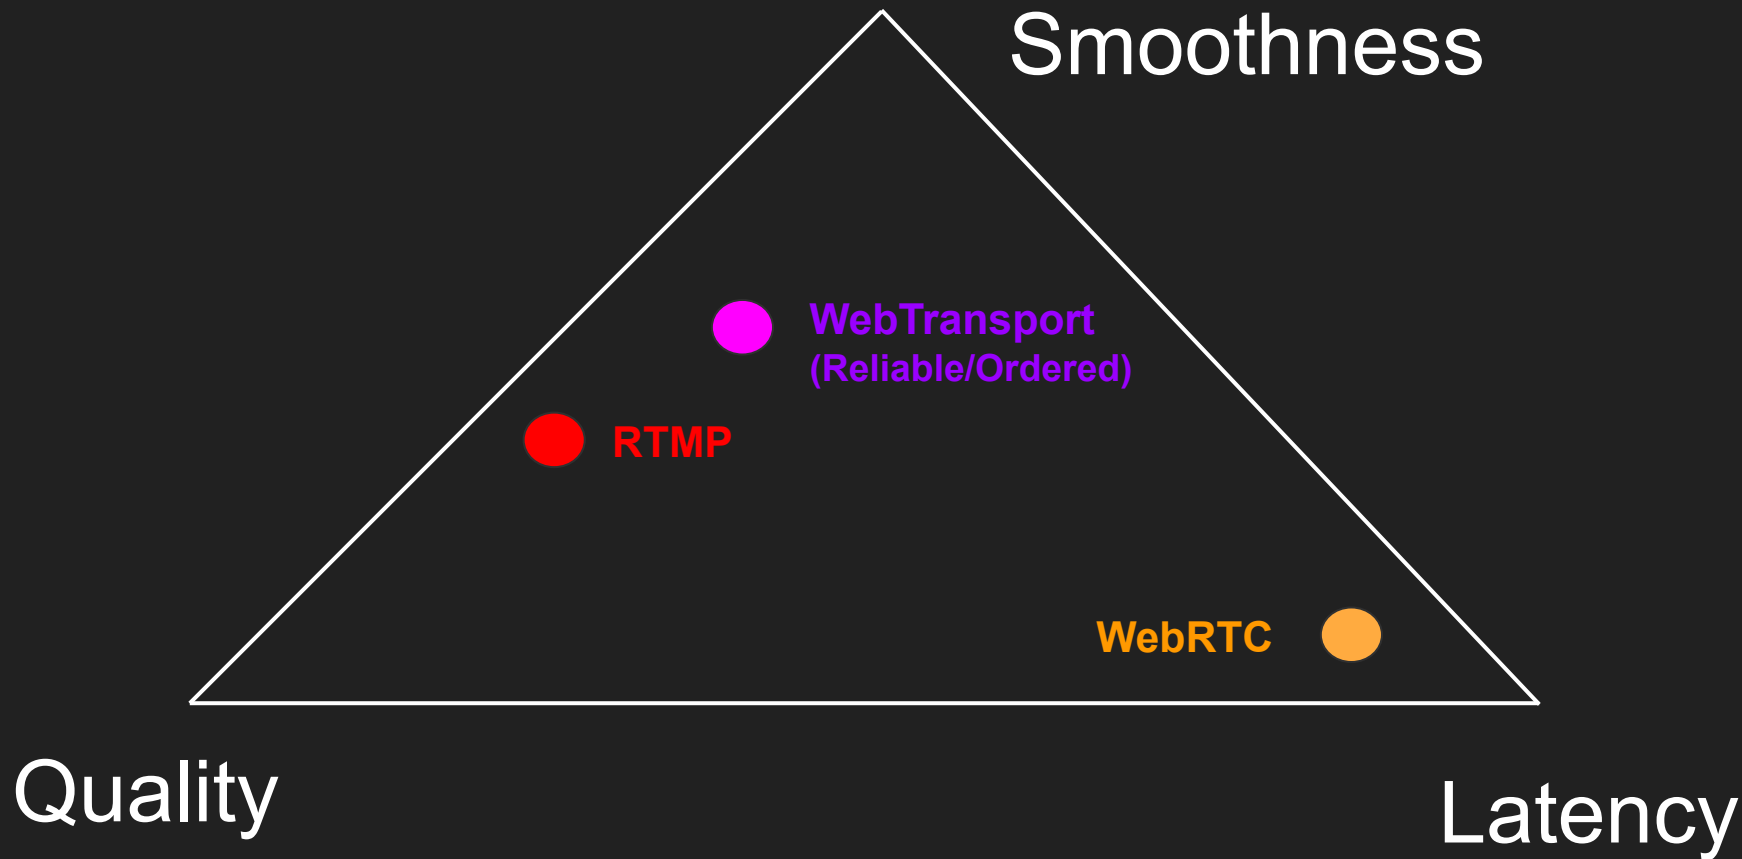 Smoothness
WebTransport
(Reliable/Ordered)
RTMP
WebRTC
Quality
Latency